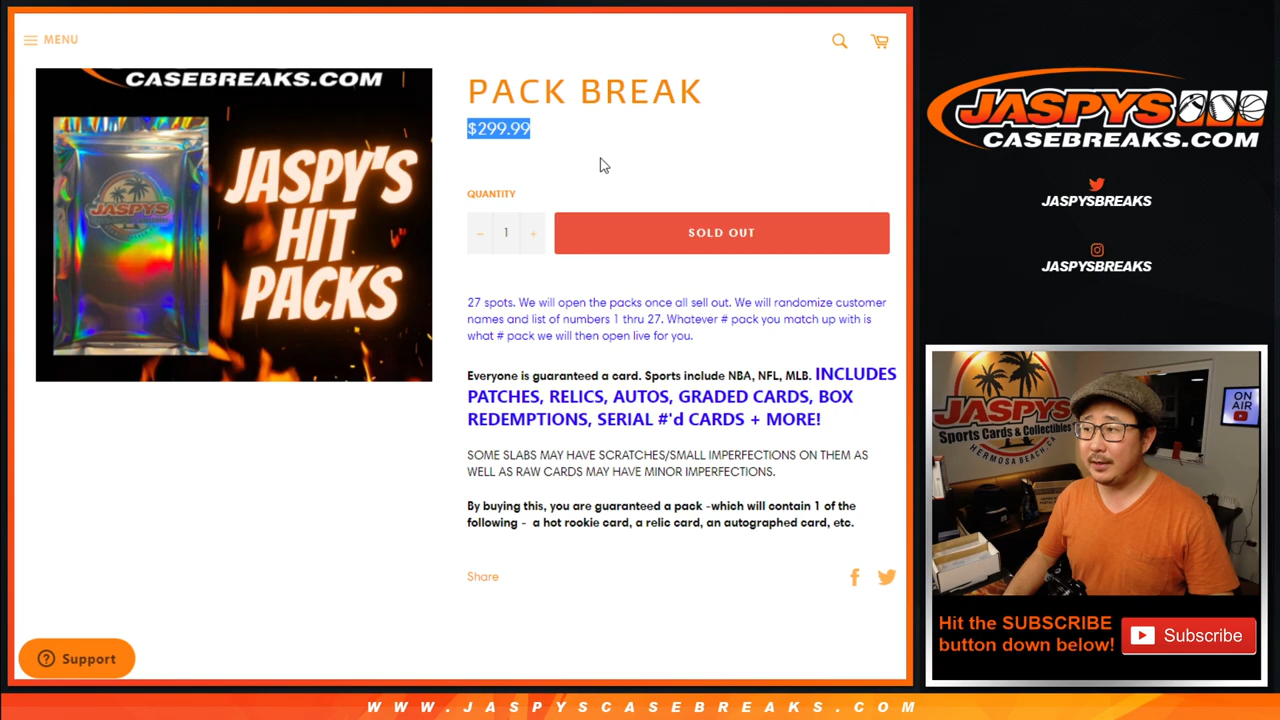 MENU
CASEBREAKS.COM
JASPYS
JASPY'S
HIT
PACKS
PACK BREAK
$299.99
QUANTITY
− 1 +
SOLD OUT
27 spots. We will open the packs once all sell out. We will randomize customer
names and list of numbers 1 thru 27. Whatever # pack you match up with is
what # pack we will then open live for you.
Everyone is guaranteed a card. Sports include NBA, NFL, MLB. INCLUDES
PATCHES, RELICS, AUTOS, GRADED CARDS, BOX
REDEMPTIONS, SERIAL #'d CARDS + MORE!
SOME SLABS MAY HAVE SCRATCHES/SMALL IMPERFECTIONS ON THEM AS
WELL AS RAW CARDS MAY HAVE MINOR IMPERFECTIONS.
By buying this, you are guaranteed a pack -which will contain 1 of the
following - a hot rookie card, a relic card, an autographed card, etc.
Share
Support
JASPYS
CASEBREAKS.COM
JASPYSBREAKS
JASPYSBREAKS
JASPYS
Sports Cards & Collectibles
HERMOSA BEACH, CA
ON
AIR
Hit the SUBSCRIBE
button down below!
Subscribe
WWW.JASPYSCASEBREAKS.COM